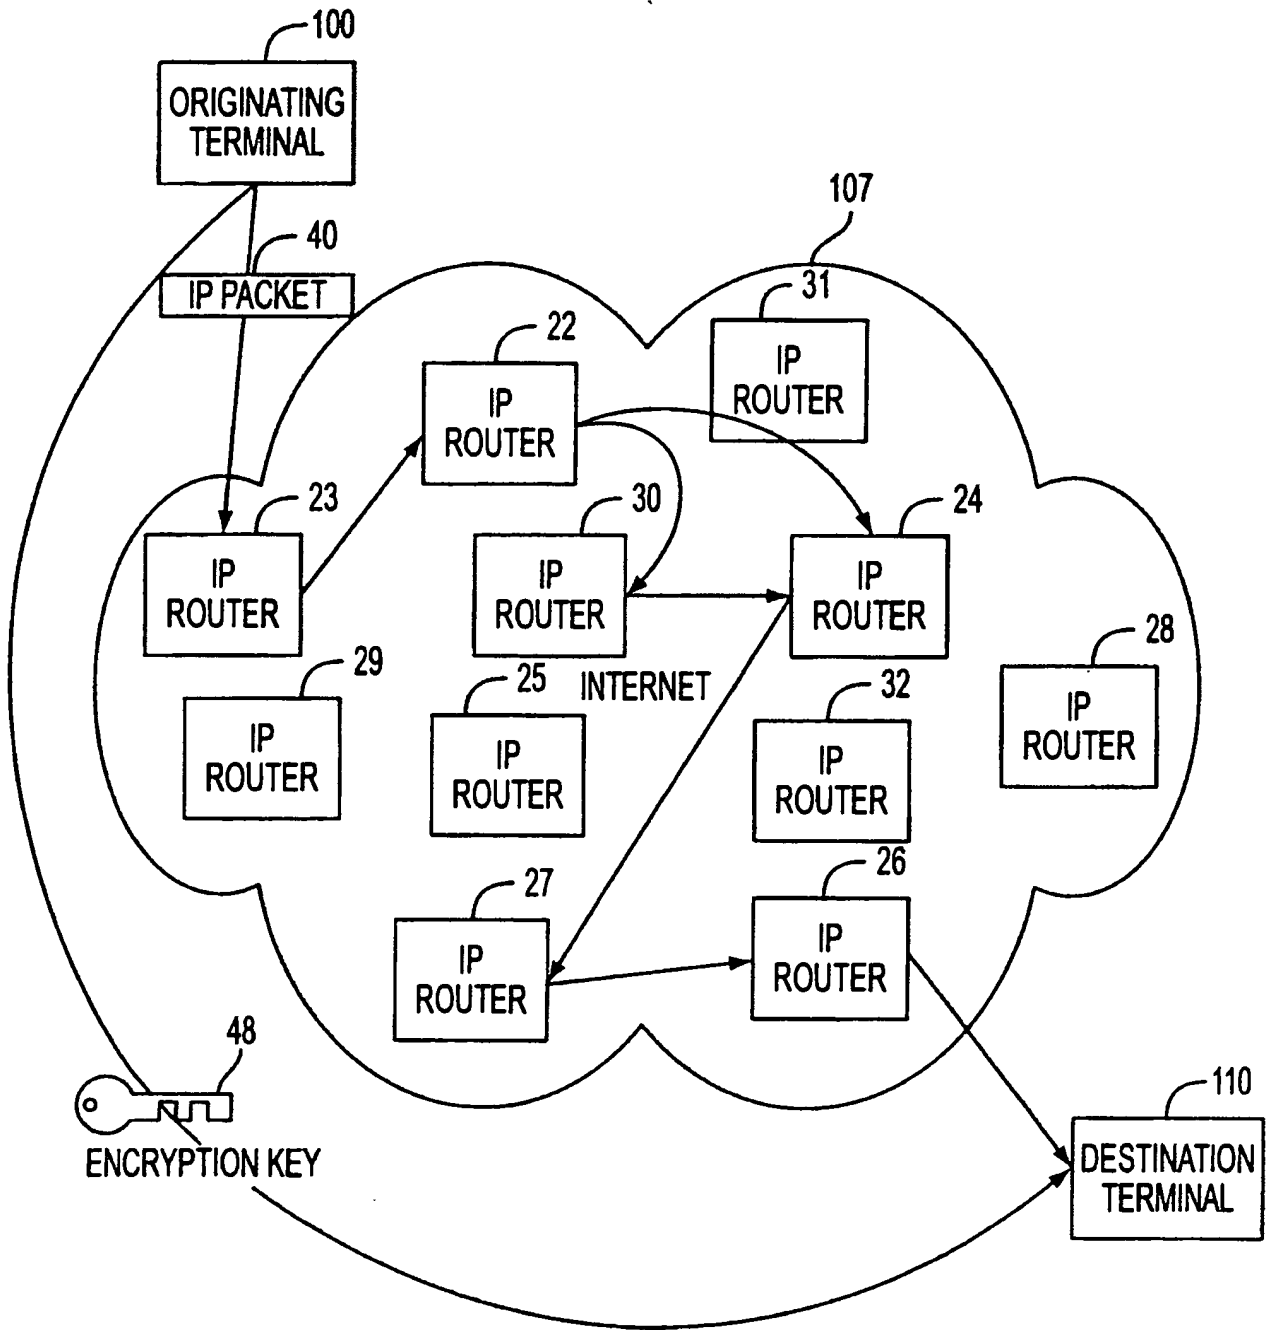 100
ORIGINATING
TERMINAL
40
IP PACKET
107
31
IP
ROUTER
22
IP
ROUTER
23
IP
ROUTER
30
IP
ROUTER
24
IP
ROUTER
29
IP
ROUTER
25
IP
ROUTER
INTERNET
32
IP
ROUTER
28
IP
ROUTER
27
IP
ROUTER
26
IP
ROUTER
48
ENCRYPTION KEY
110
DESTINATION
TERMINAL